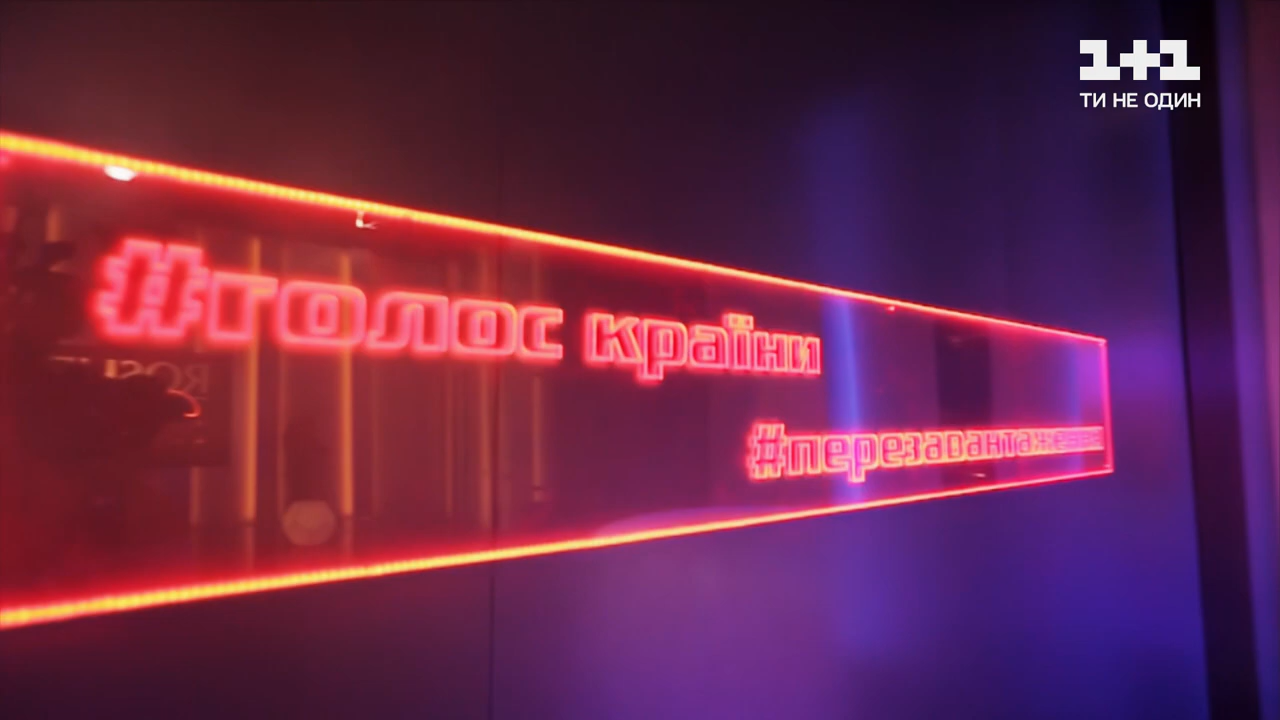 1+1
ТИ НЕ ОДИН
#голос країни
#перезавантаження